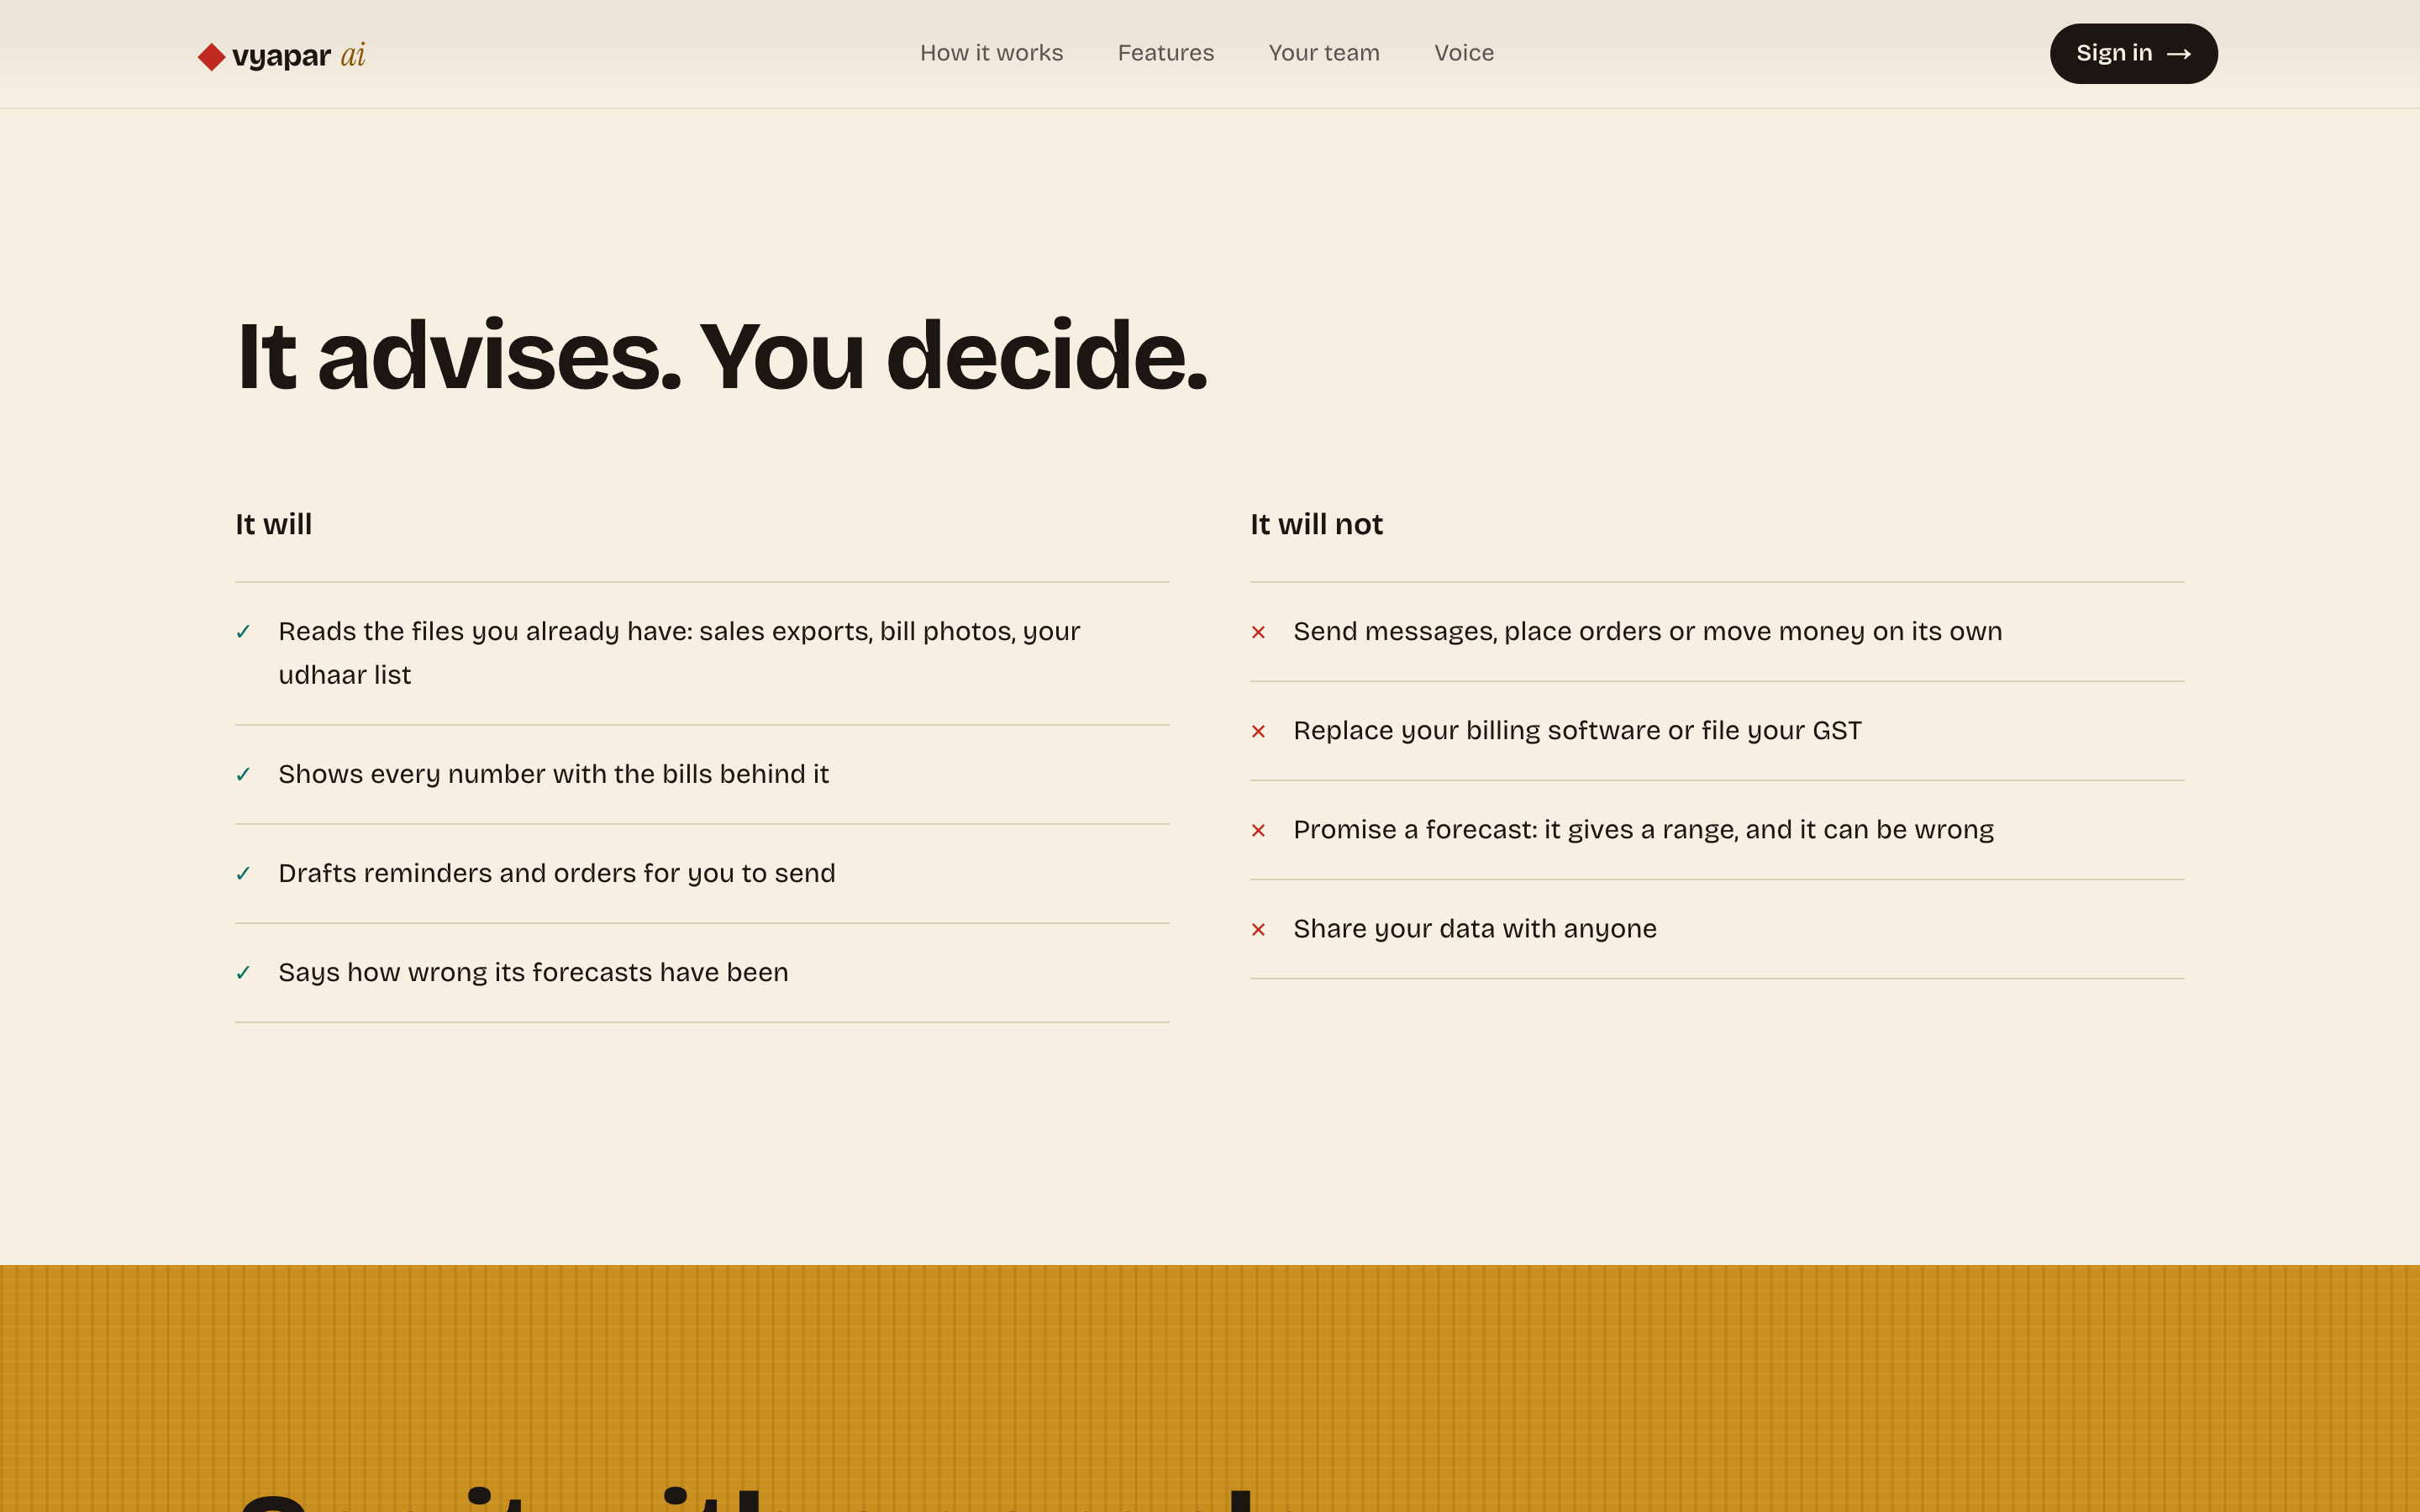 vyapar ai
How it works
Features
Your team
Voice
Sign in →
It advises. You decide.
It will
✓ Reads the files you already have: sales exports, bill photos, your
udhaar list
✓ Shows every number with the bills behind it
✓ Drafts reminders and orders for you to send
✓ Says how wrong its forecasts have been
It will not
× Send messages, place orders or move money on its own
× Replace your billing software or file your GST
× Promise a forecast: it gives a range, and it can be wrong
× Share your data with anyone